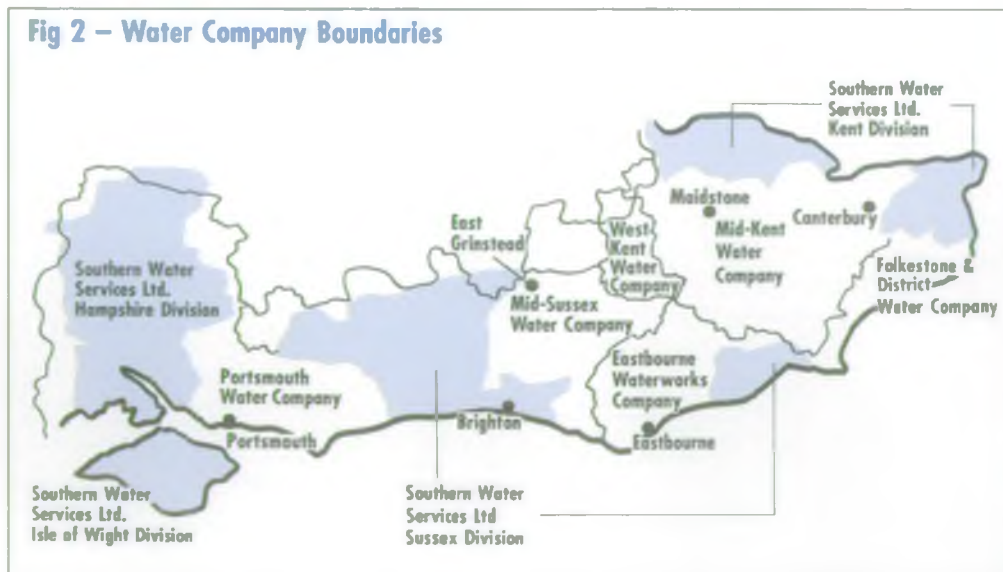 Fig 2 – Water Company Boundaries
Southern Water
Services Ltd.
Kent Division
Maidstone
Canterbury
East
Grinstead
West
Kent
Water
Company
Mid-Kent
Water
Company
Southern Water
Services Ltd.
Hampshire Division
Folkestone &
District
Water Company
Mid-Sussex
Water Company
Eastbourne
Waterworks
Company
Portsmouth
Water Company
Brighton
Portsmouth
Eastbourne
Southern Water
Services Ltd.
Isle of Wight Division
Southern Water
Services Ltd
Sussex Division